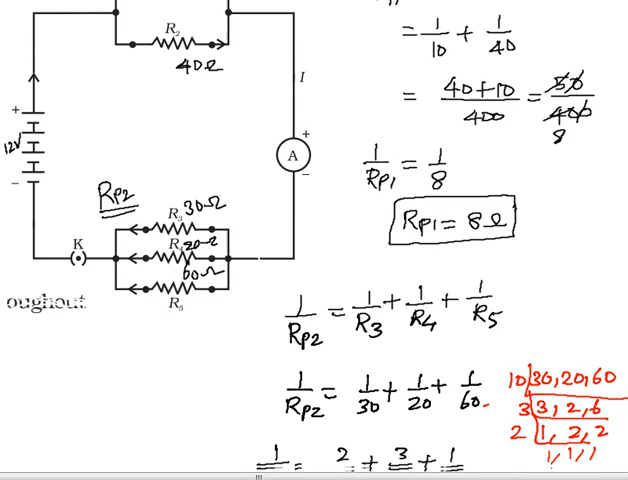 R2
40Ω
I
+
12V
-
+
A
-
Rp2
R3 30Ω
R4 20Ω
60Ω
R5
K
oughout
= 1/10 + 1/40
= 40+10/400 = 50/400
8
1/Rp1 = 1/8
Rp1 = 8Ω
1/Rp2 = 1/R3 + 1/R4 + 1/R5
1/Rp2 = 1/30 + 1/20 + 1/60
10 30, 20, 60
3 3, 2, 6
2 1, 2, 2
1, 1, 1
1 2 + 3 + 1